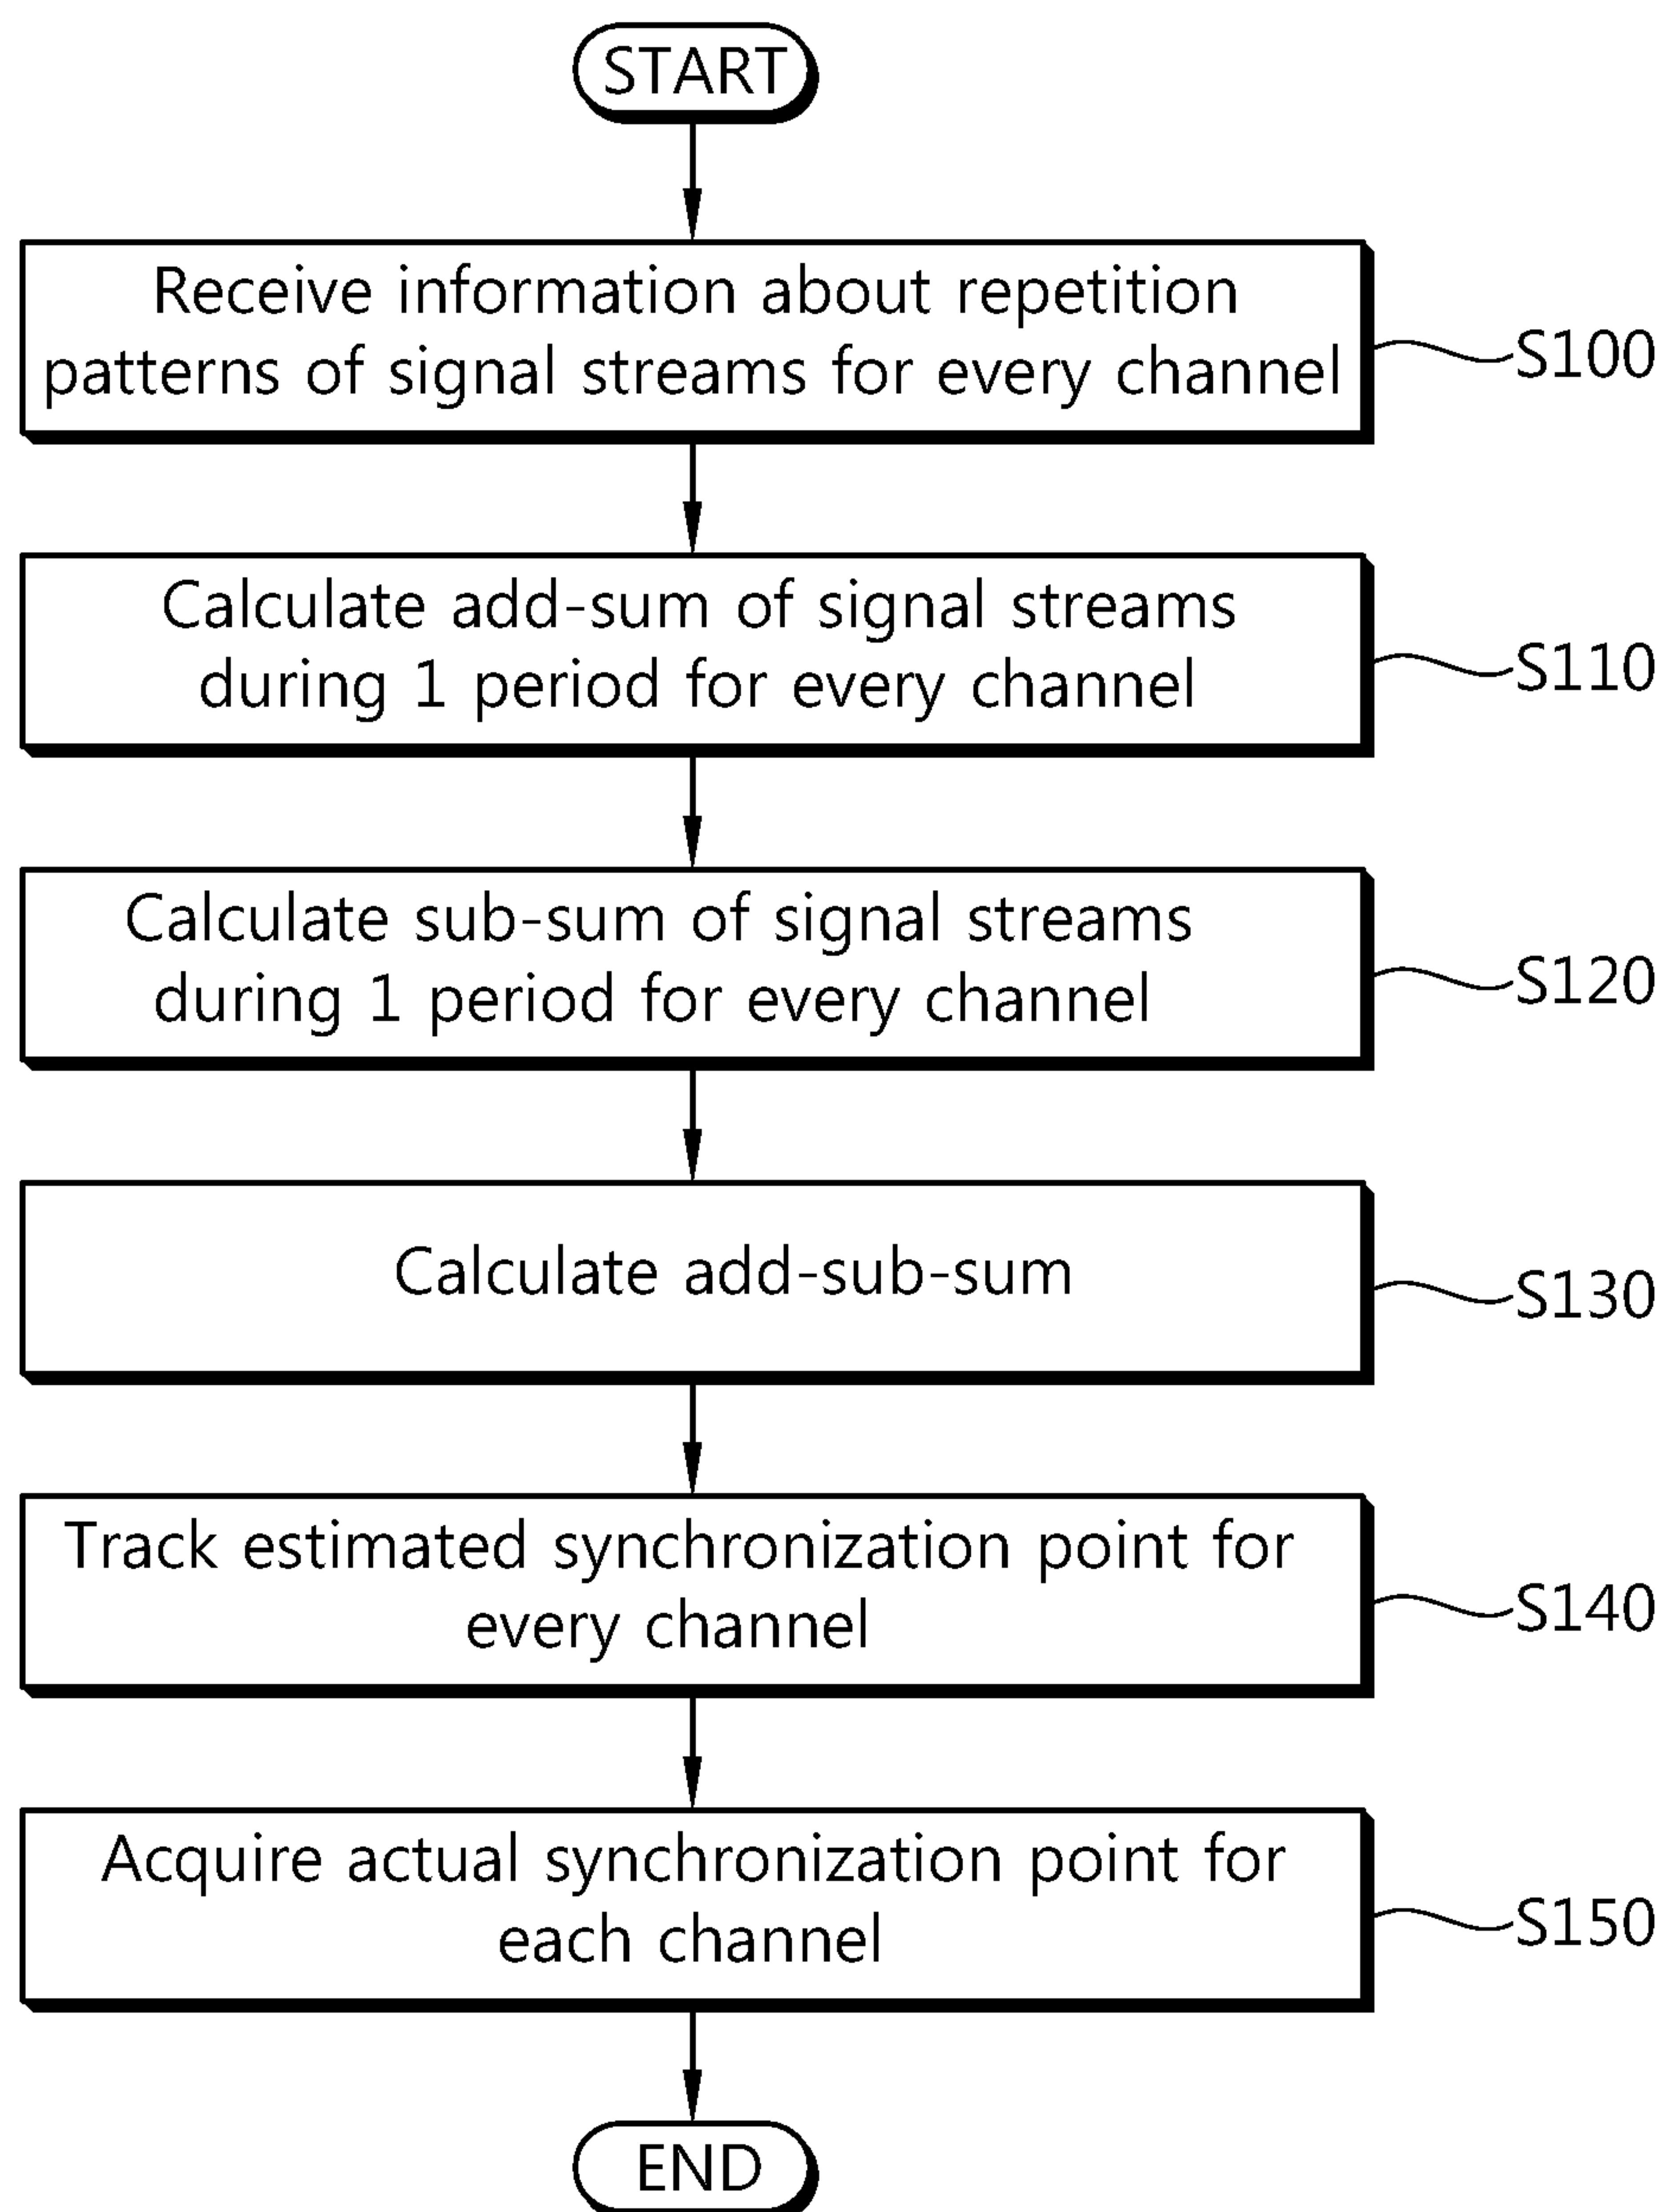 START
Receive information about repetition
patterns of signal streams for every channel
S100
Calculate add-sum of signal streams
during 1 period for every channel
S110
Calculate sub-sum of signal streams
during 1 period for every channel
S120
Calculate add-sub-sum
S130
Track estimated synchronization point for
every channel
S140
Acquire actual synchronization point for
each channel
S150
END